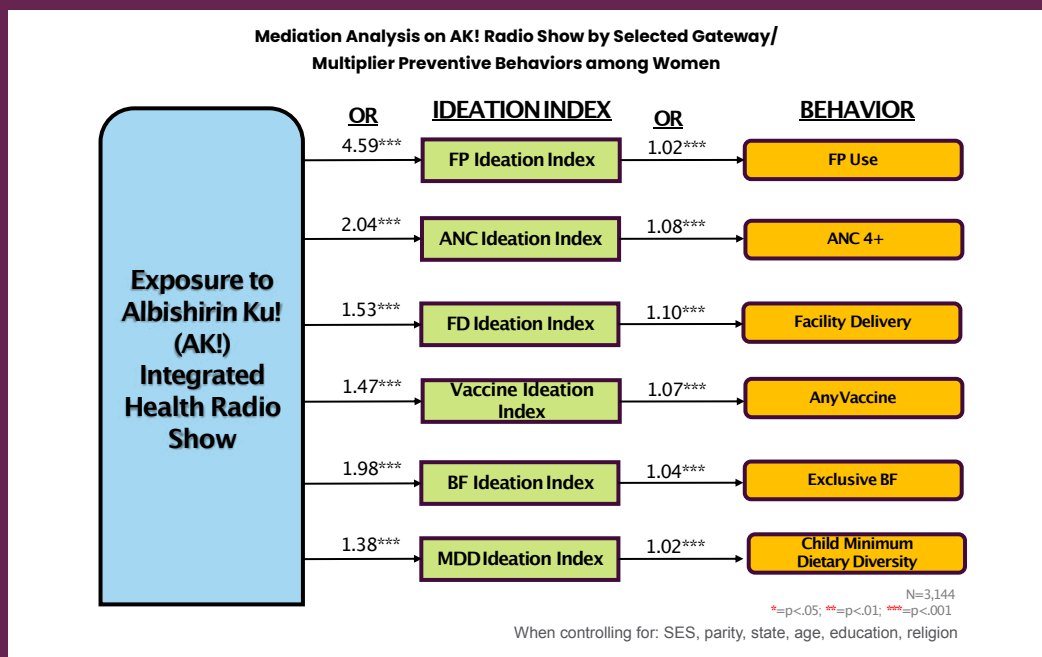 Mediation Analysis on AK! Radio Show by Selected Gateway/
Multiplier Preventive Behaviors among Women
OR
IDEATION INDEX
OR
BEHAVIOR
Exposure to
Albishirin Ku!
(AK!)
Integrated
Health Radio
Show
4.59***
FP Ideation Index
1.02***
FP Use
2.04***
ANC Ideation Index
1.08***
ANC 4+
1.53***
FD Ideation Index
1.10***
Facility Delivery
1.47***
Vaccine Ideation
Index
1.07***
Any Vaccine
1.98***
BF Ideation Index
1.04***
Exclusive BF
1.38***
MDD Ideation Index
1.02***
Child Minimum
Dietary Diversity
N=3,144
*=p<.05; **=p<.01; ***=p<.001
When controlling for: SES, parity, state, age, education, religion